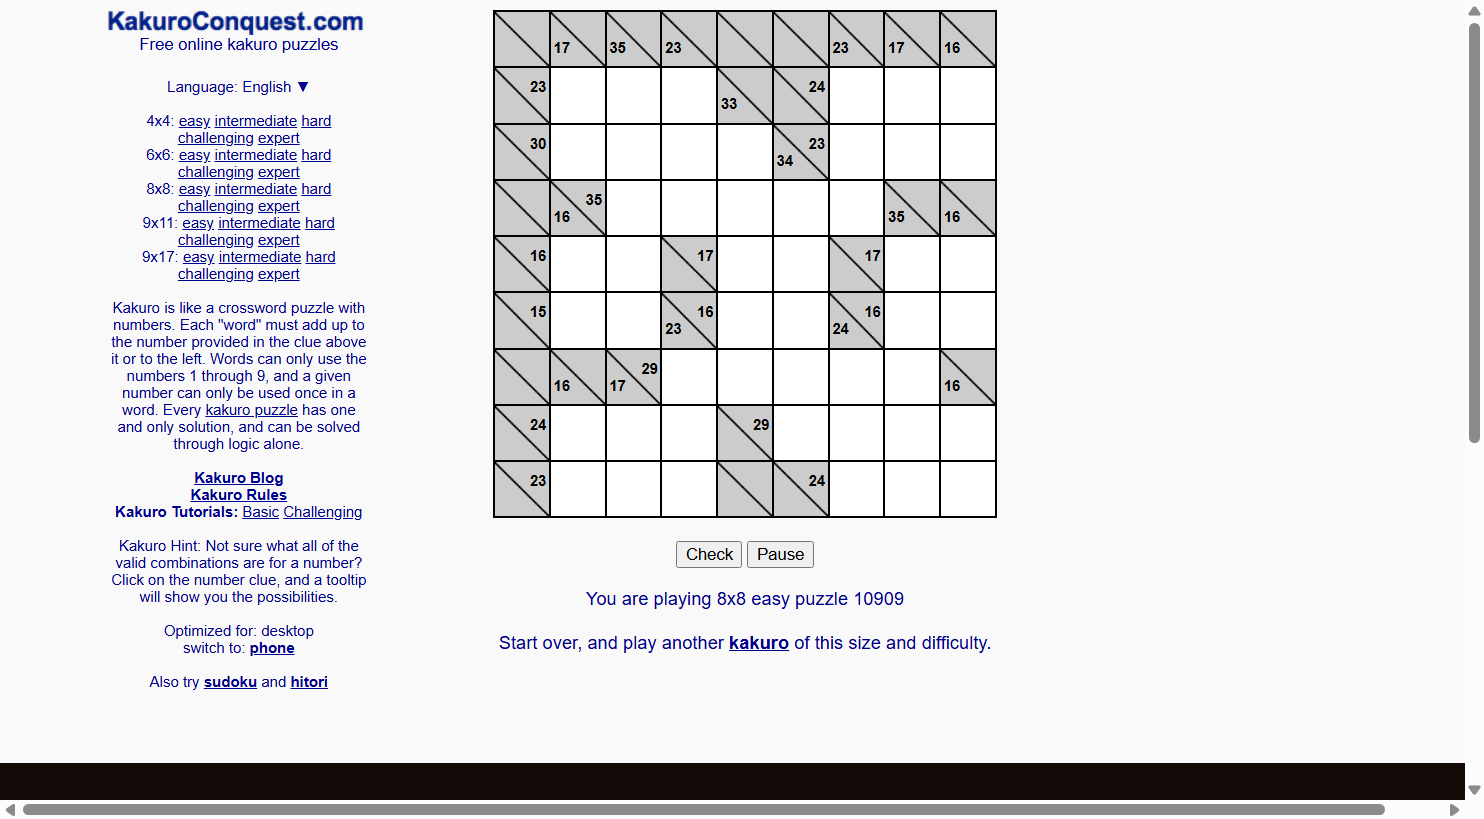 KakuroConquest.com
Free online kakuro puzzles
Language: English ▼
4x4: easy intermediate hard
challenging expert
6x6: easy intermediate hard
challenging expert
8x8: easy intermediate hard
challenging expert
9x11: easy intermediate hard
challenging expert
9x17: easy intermediate hard
challenging expert
Kakuro is like a crossword puzzle with
numbers. Each "word" must add up to
the number provided in the clue above
it or to the left. Words can only use the
numbers 1 through 9, and a given
number can only be used once in a
word. Every kakuro puzzle has one
and only solution, and can be solved
through logic alone.
Kakuro Blog
Kakuro Rules
Kakuro Tutorials: Basic Challenging
Kakuro Hint: Not sure what all of the
valid combinations are for a number?
Click on the number clue, and a tooltip
will show you the possibilities.
Optimized for: desktop
switch to: phone
Also try sudoku and hitori
17 35 23 23 17 16
23 33 24
30 34 23
16 35 35 16
16 17 17
15 23 16 24 16
16 17 29 16
24 29
23 24
Check Pause
You are playing 8x8 easy puzzle 10909
Start over, and play another kakuro of this size and difficulty.